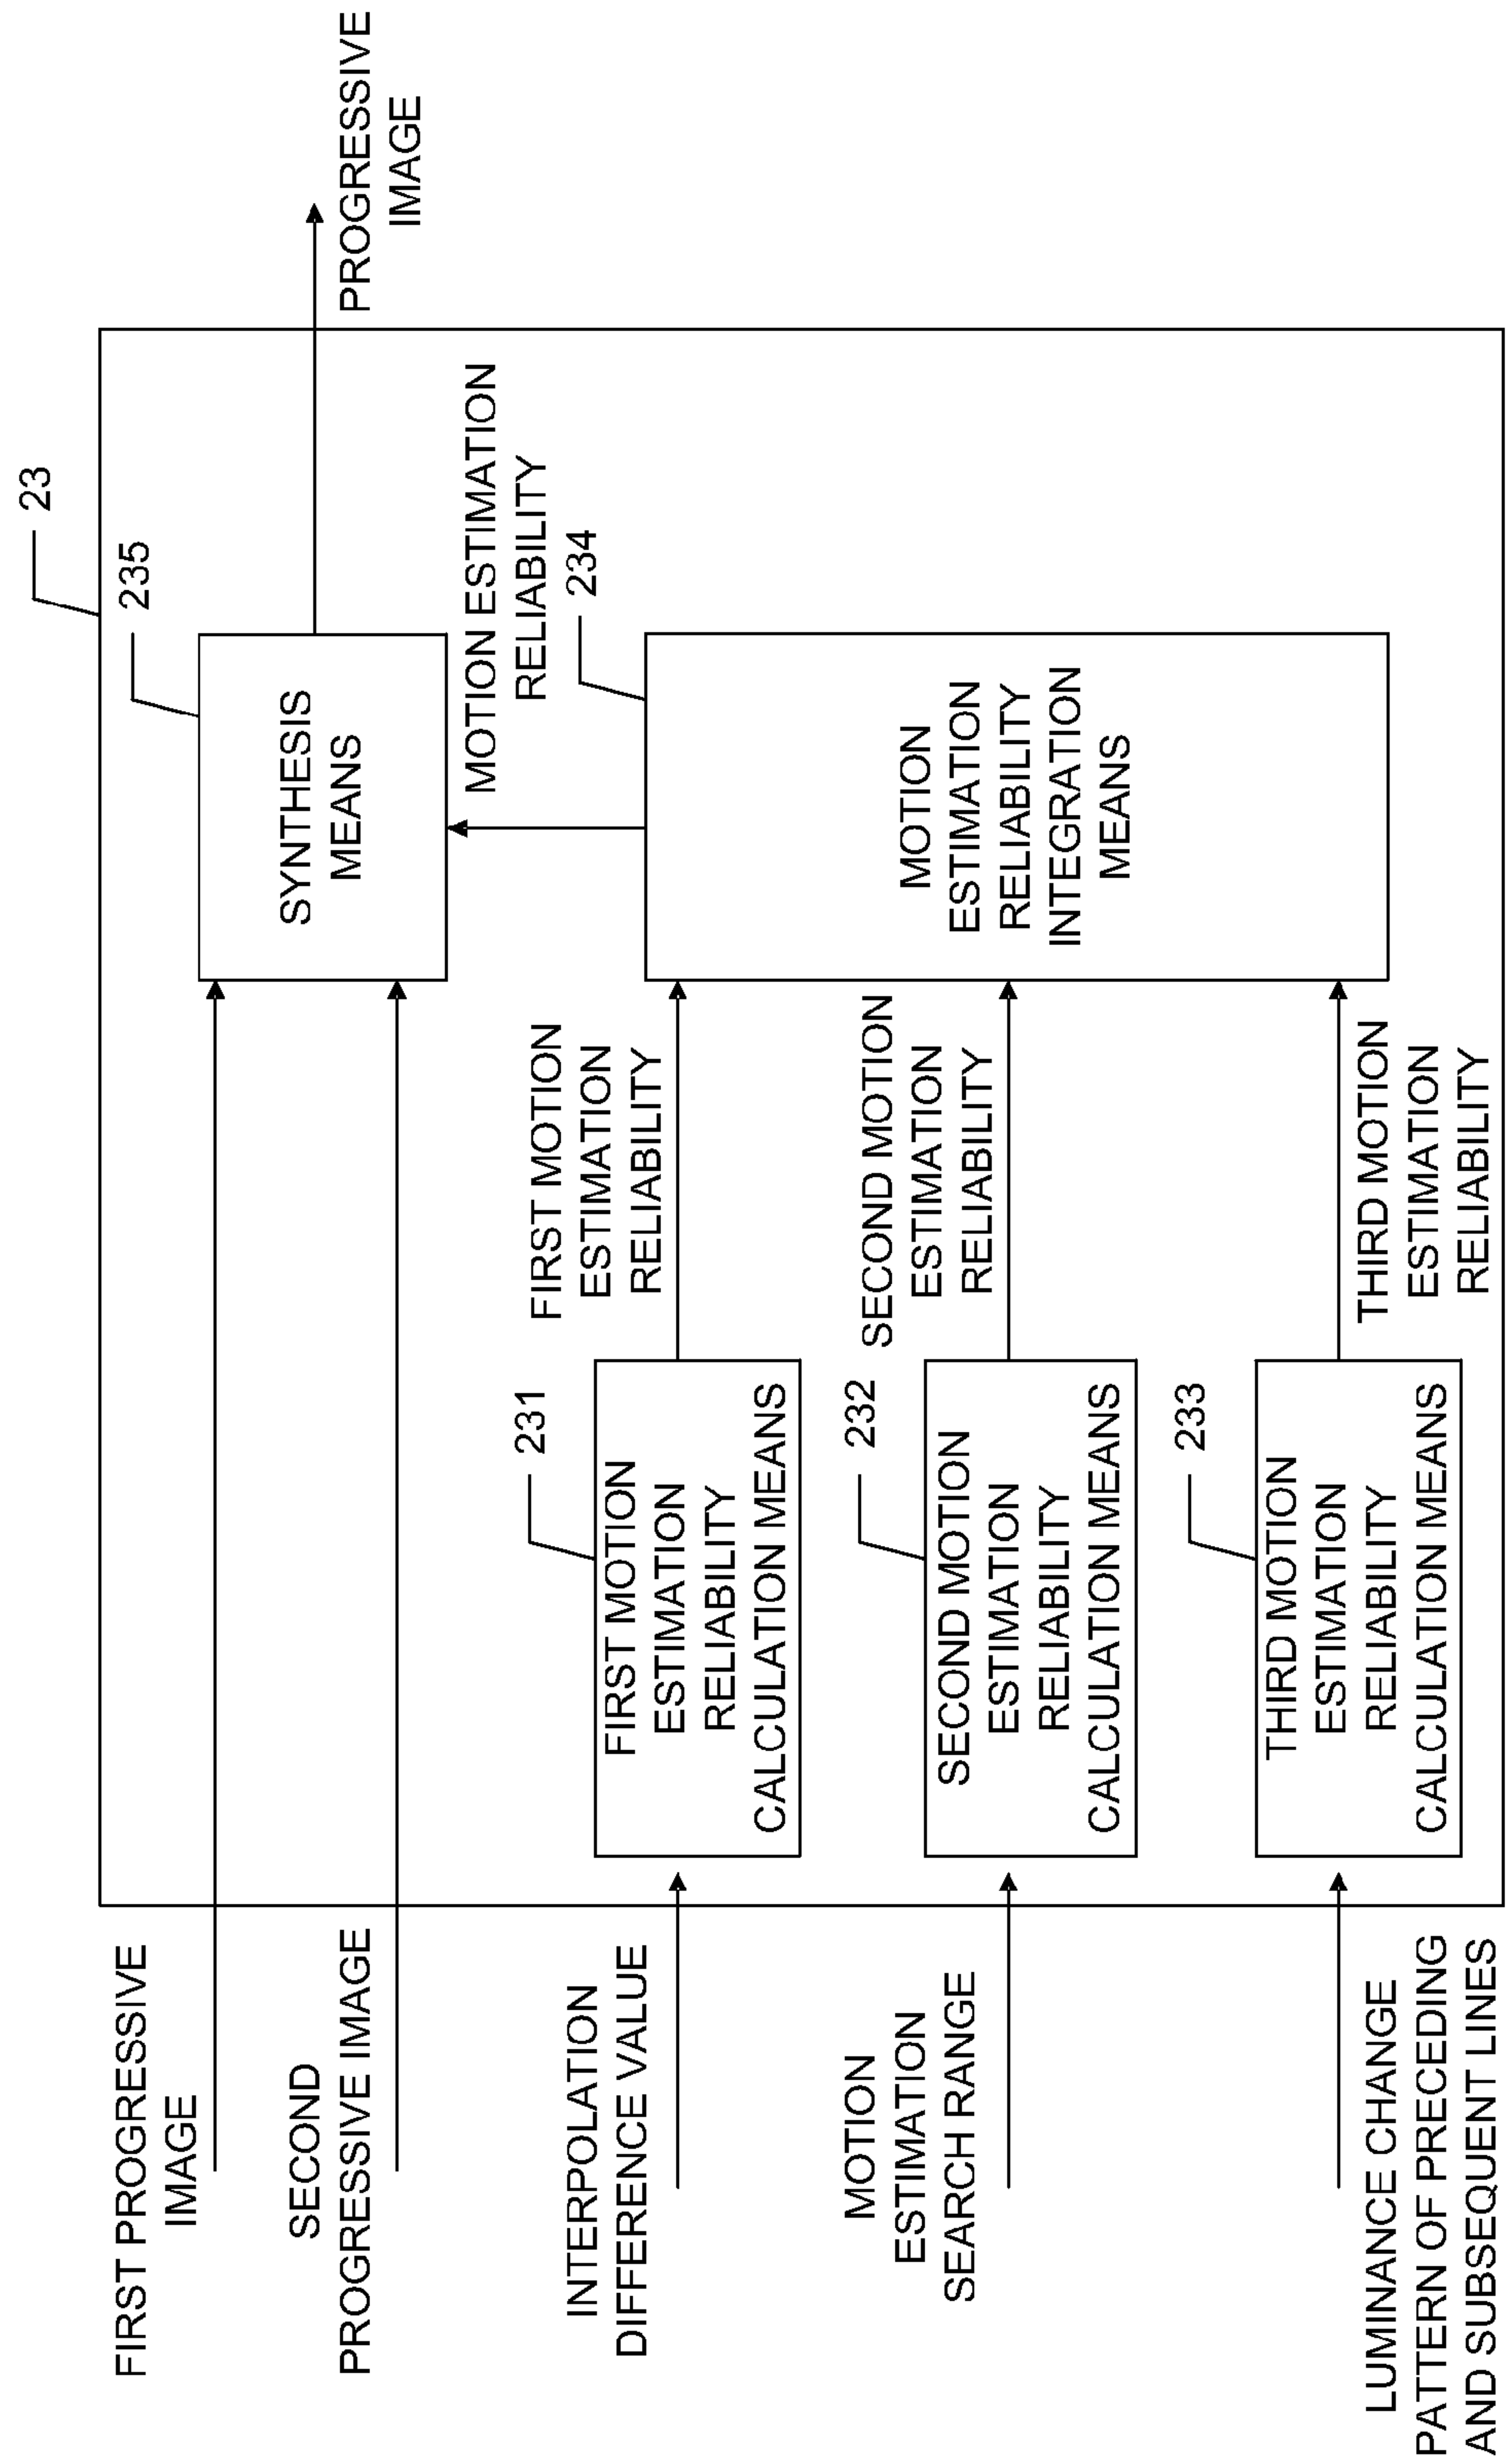 23
235
FIRST PROGRESSIVE
IMAGE
SECOND
PROGRESSIVE IMAGE
SYNTHESIS
MEANS
PROGRESSIVE
IMAGE
MOTION ESTIMATION
RELIABILITY
INTERPOLATION
DIFFERENCE VALUE
231
FIRST MOTION
ESTIMATION
RELIABILITY
CALCULATION MEANS
FIRST MOTION
ESTIMATION
RELIABILITY
234
MOTION
ESTIMATION
RELIABILITY
INTEGRATION
MEANS
MOTION
ESTIMATION
SEARCH RANGE
232
SECOND MOTION
ESTIMATION
RELIABILITY
CALCULATION MEANS
SECOND MOTION
ESTIMATION
RELIABILITY
LUMINANCE CHANGE
PATTERN OF PRECEDING
AND SUBSEQUENT LINES
233
THIRD MOTION
ESTIMATION
RELIABILITY
CALCULATION MEANS
THIRD MOTION
ESTIMATION
RELIABILITY